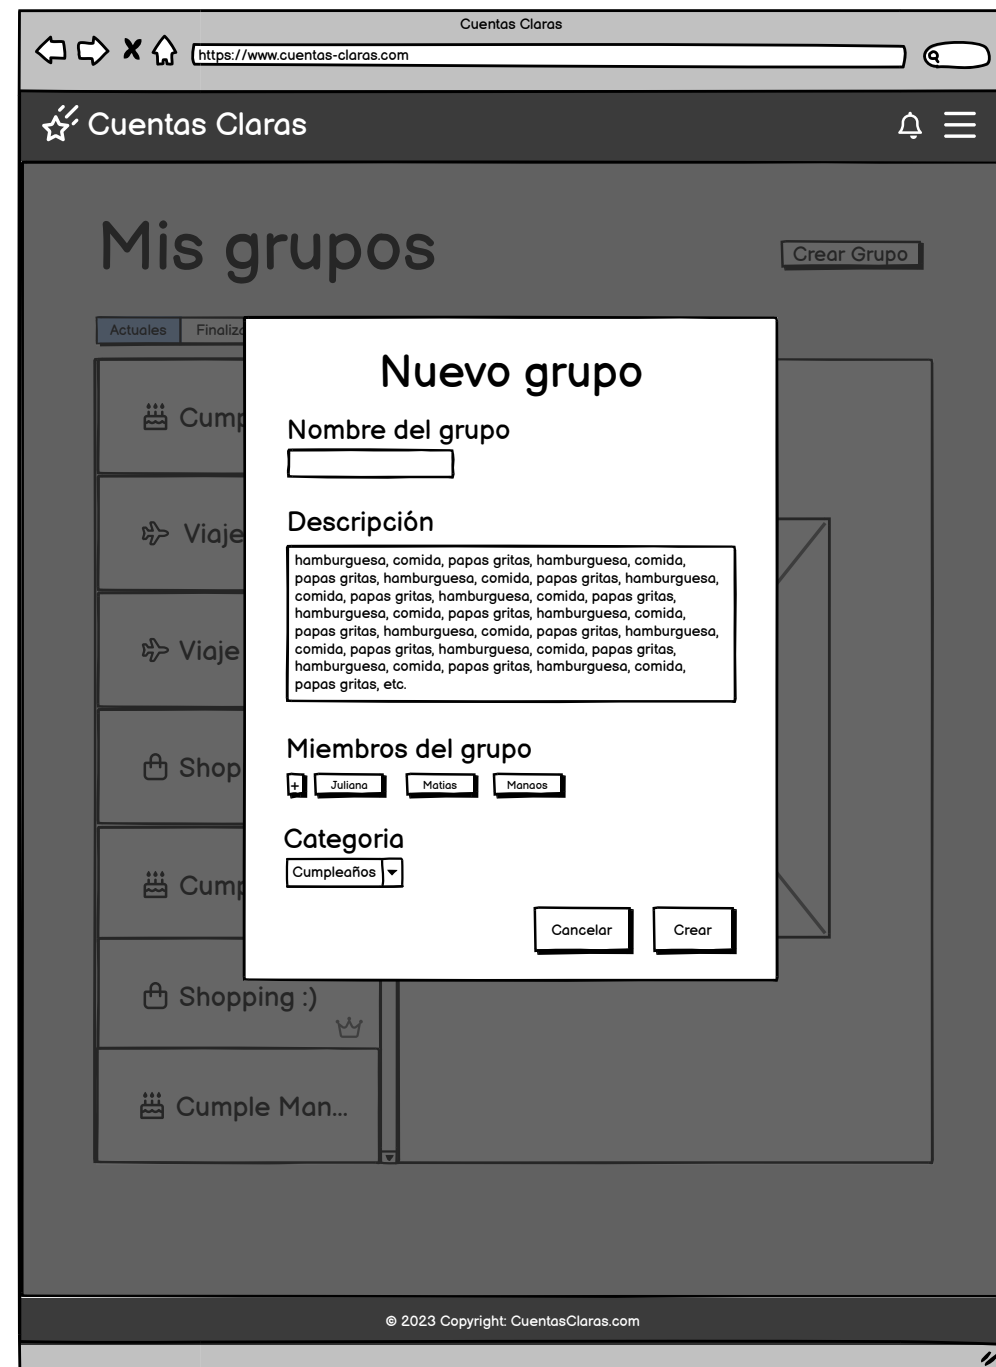 Cuentas Claras
https://www.cuentas-claras.com
Cuentas Claras
Mis grupos
Crear Grupo
Actuales
Finaliza
Nuevo grupo
Nombre del grupo
Descripción
hamburguesa, comida, papas gritas, hamburguesa, comida,
papas gritas, hamburguesa, comida, papas gritas, hamburguesa,
comida, papas gritas, hamburguesa, comida, papas gritas,
hamburguesa, comida, papas gritas, hamburguesa, comida,
papas gritas, hamburguesa, comida, papas gritas, hamburguesa,
comida, papas gritas, hamburguesa, comida, papas gritas,
hamburguesa, comida, papas gritas, hamburguesa, comida,
papas gritas, etc.
Miembros del grupo
+ Juliana Matias Manaos
Categoria
Cumpleaños
Cancelar Crear
Cump
Viaje
Viaje
Shop
Cump
Shopping :)
Cumple Man...
© 2023 Copyright: CuentasClaras.com